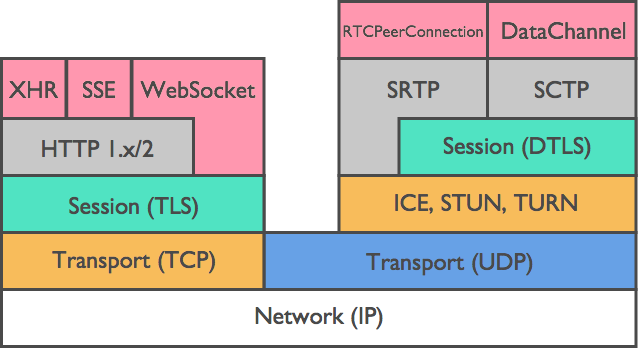 RTCPeerConnection
DataChannel
XHR
SSE
WebSocket
SRTP
SCTP
HTTP 1.x/2
Session (DTLS)
Session (TLS)
ICE, STUN, TURN
Transport (TCP)
Transport (UDP)
Network (IP)